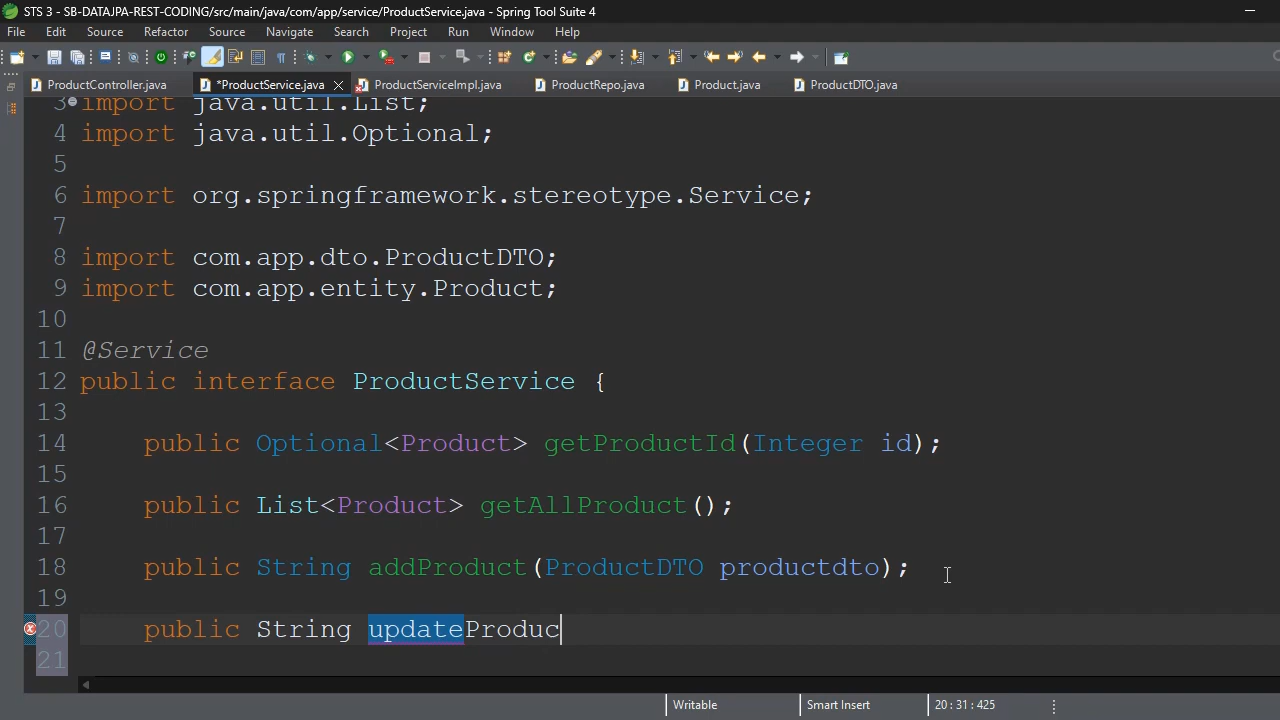 STS 3 - SB-DATAJPA-REST-CODING/src/main/java/com/app/service/ProductService.java - Spring Tool Suite 4
File Edit Source Refactor Source Navigate Search Project Run Window Help
ProductController.java *ProductService.java ProductServiceImpl.java ProductRepo.java Product.java ProductDTO.java
3 import java.util.List;
4 import java.util.Optional;
5
6 import org.springframework.stereotype.Service;
7
8 import com.app.dto.ProductDTO;
9 import com.app.entity.Product;
10
11 @Service
12 public interface ProductService {
13
14 public Optional<Product> getProductId(Integer id);
15
16 public List<Product> getAllProduct();
17
18 public String addProduct(ProductDTO productdto);
19
20 public String updateProduc
21
Writable Smart Insert 20 : 31 : 425